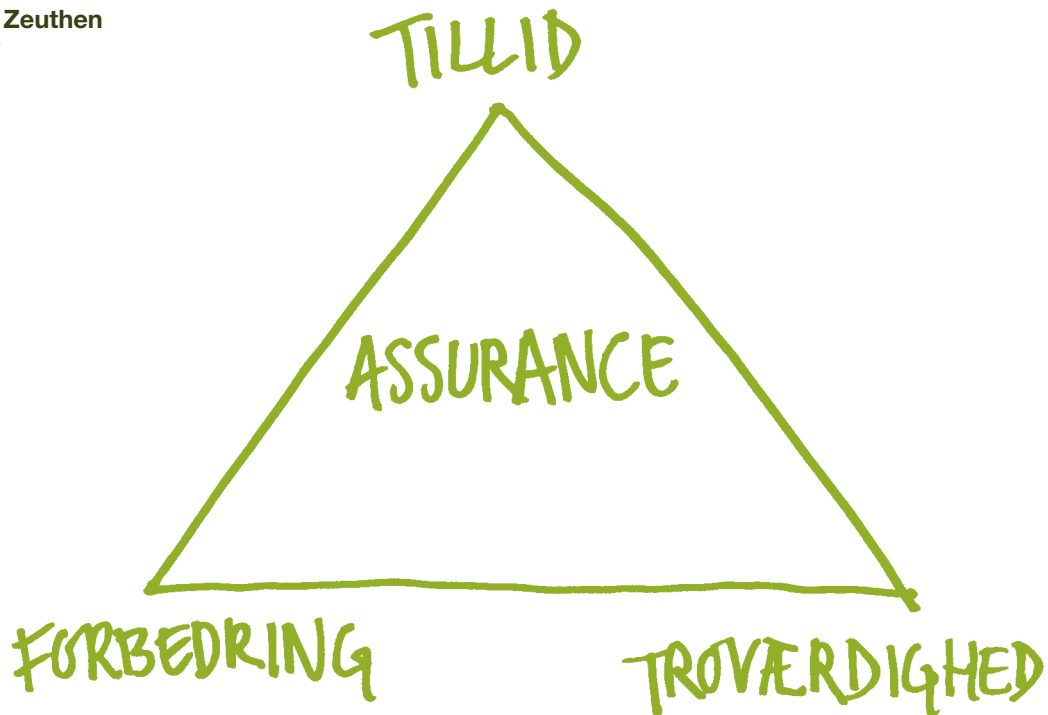 Zeuthen
TILLID
ASSURANCE
FORBEDRING
TROVÆRDIGHED